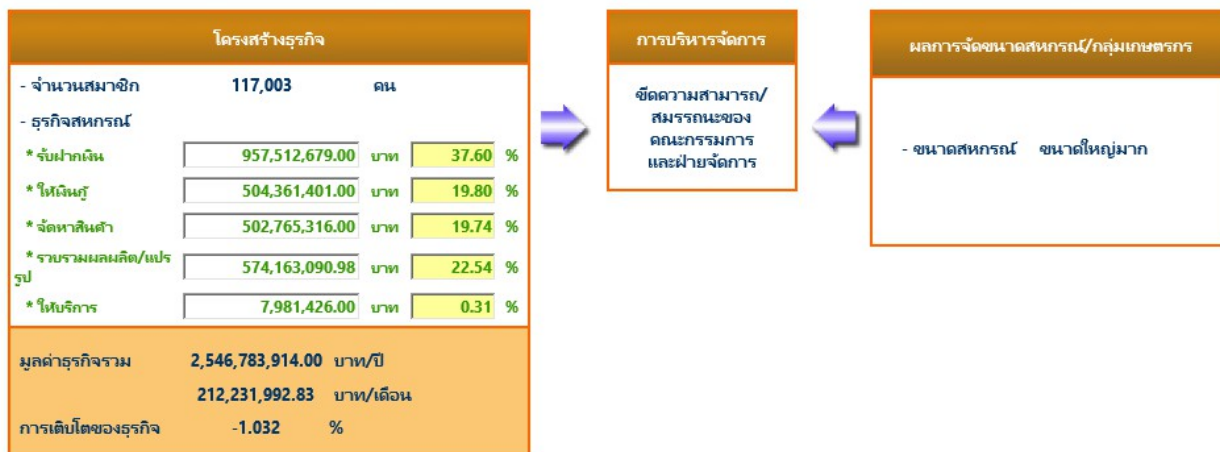 โครงสร้างธุรกิจ
- จำนวนสมาชิก 117,003 คน
- ธุรกิจสหกรณ์
* รับฝากเงิน 957,512,679.00 บาท 37.60 %
* ให้เงินกู้ 504,361,401.00 บาท 19.80 %
* จัดหาสินค้า 502,765,316.00 บาท 19.74 %
* รวบรวมผลผลิต/แปร
รูป 574,163,090.98 บาท 22.54 %
* ให้บริการ 7,981,426.00 บาท 0.31 %
มูลค่าธุรกิจรวม 2,546,783,914.00 บาท/ปี
212,231,992.83 บาท/เดือน
การเติบโตของธุรกิจ -1.032 %
การบริหารจัดการ
ขีดความสามารถ/
สมรรถนะของ
คณะกรรมการ
และฝ่ายจัดการ
ผลการจัดขนาดสหกรณ์/กลุ่มเกษตรกร
- ขนาดสหกรณ์ ขนาดใหญ่มาก